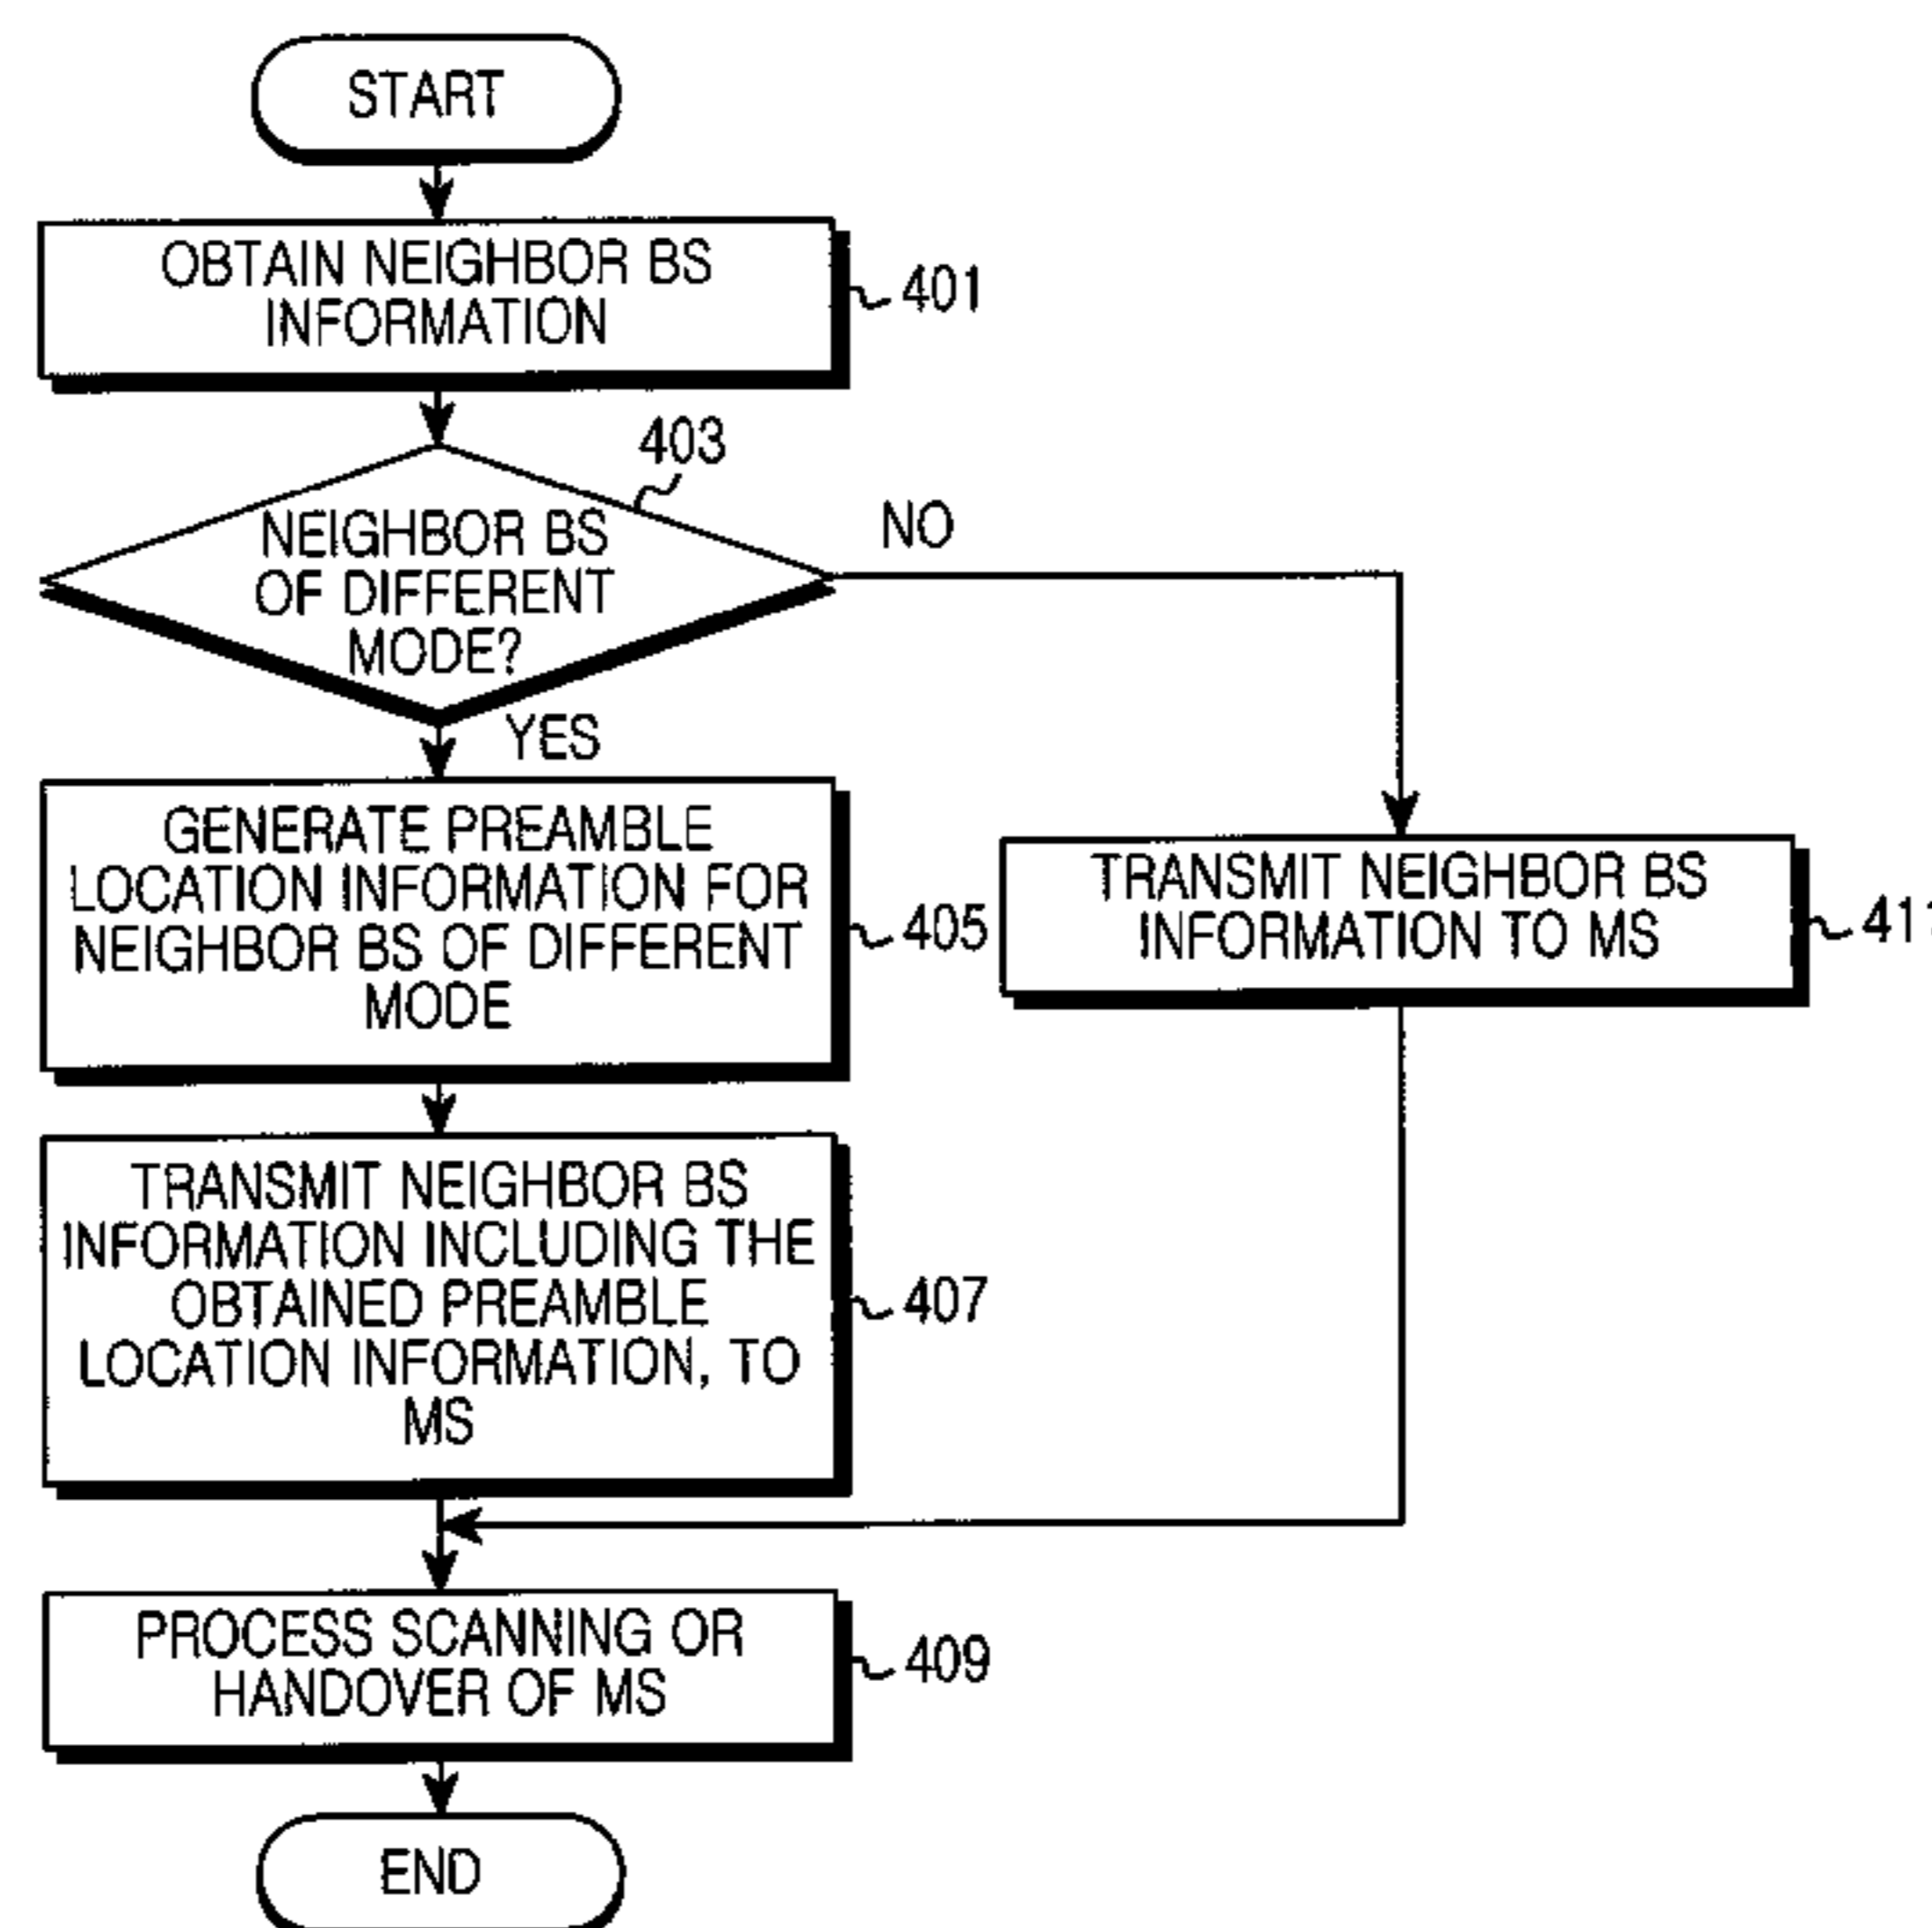 START
OBTAIN NEIGHBOR BS
INFORMATION
401
403
NEIGHBOR BS
OF DIFFERENT
MODE?
NO
YES
GENERATE PREAMBLE
LOCATION INFORMATION FOR
NEIGHBOR BS OF DIFFERENT
MODE
405
TRANSMIT NEIGHBOR BS
INFORMATION TO MS
TRANSMIT NEIGHBOR BS
INFORMATION INCLUDING THE
OBTAINED PREAMBLE
LOCATION INFORMATION, TO
MS
407
PROCESS SCANNING OR
HANDOVER OF MS
409
END